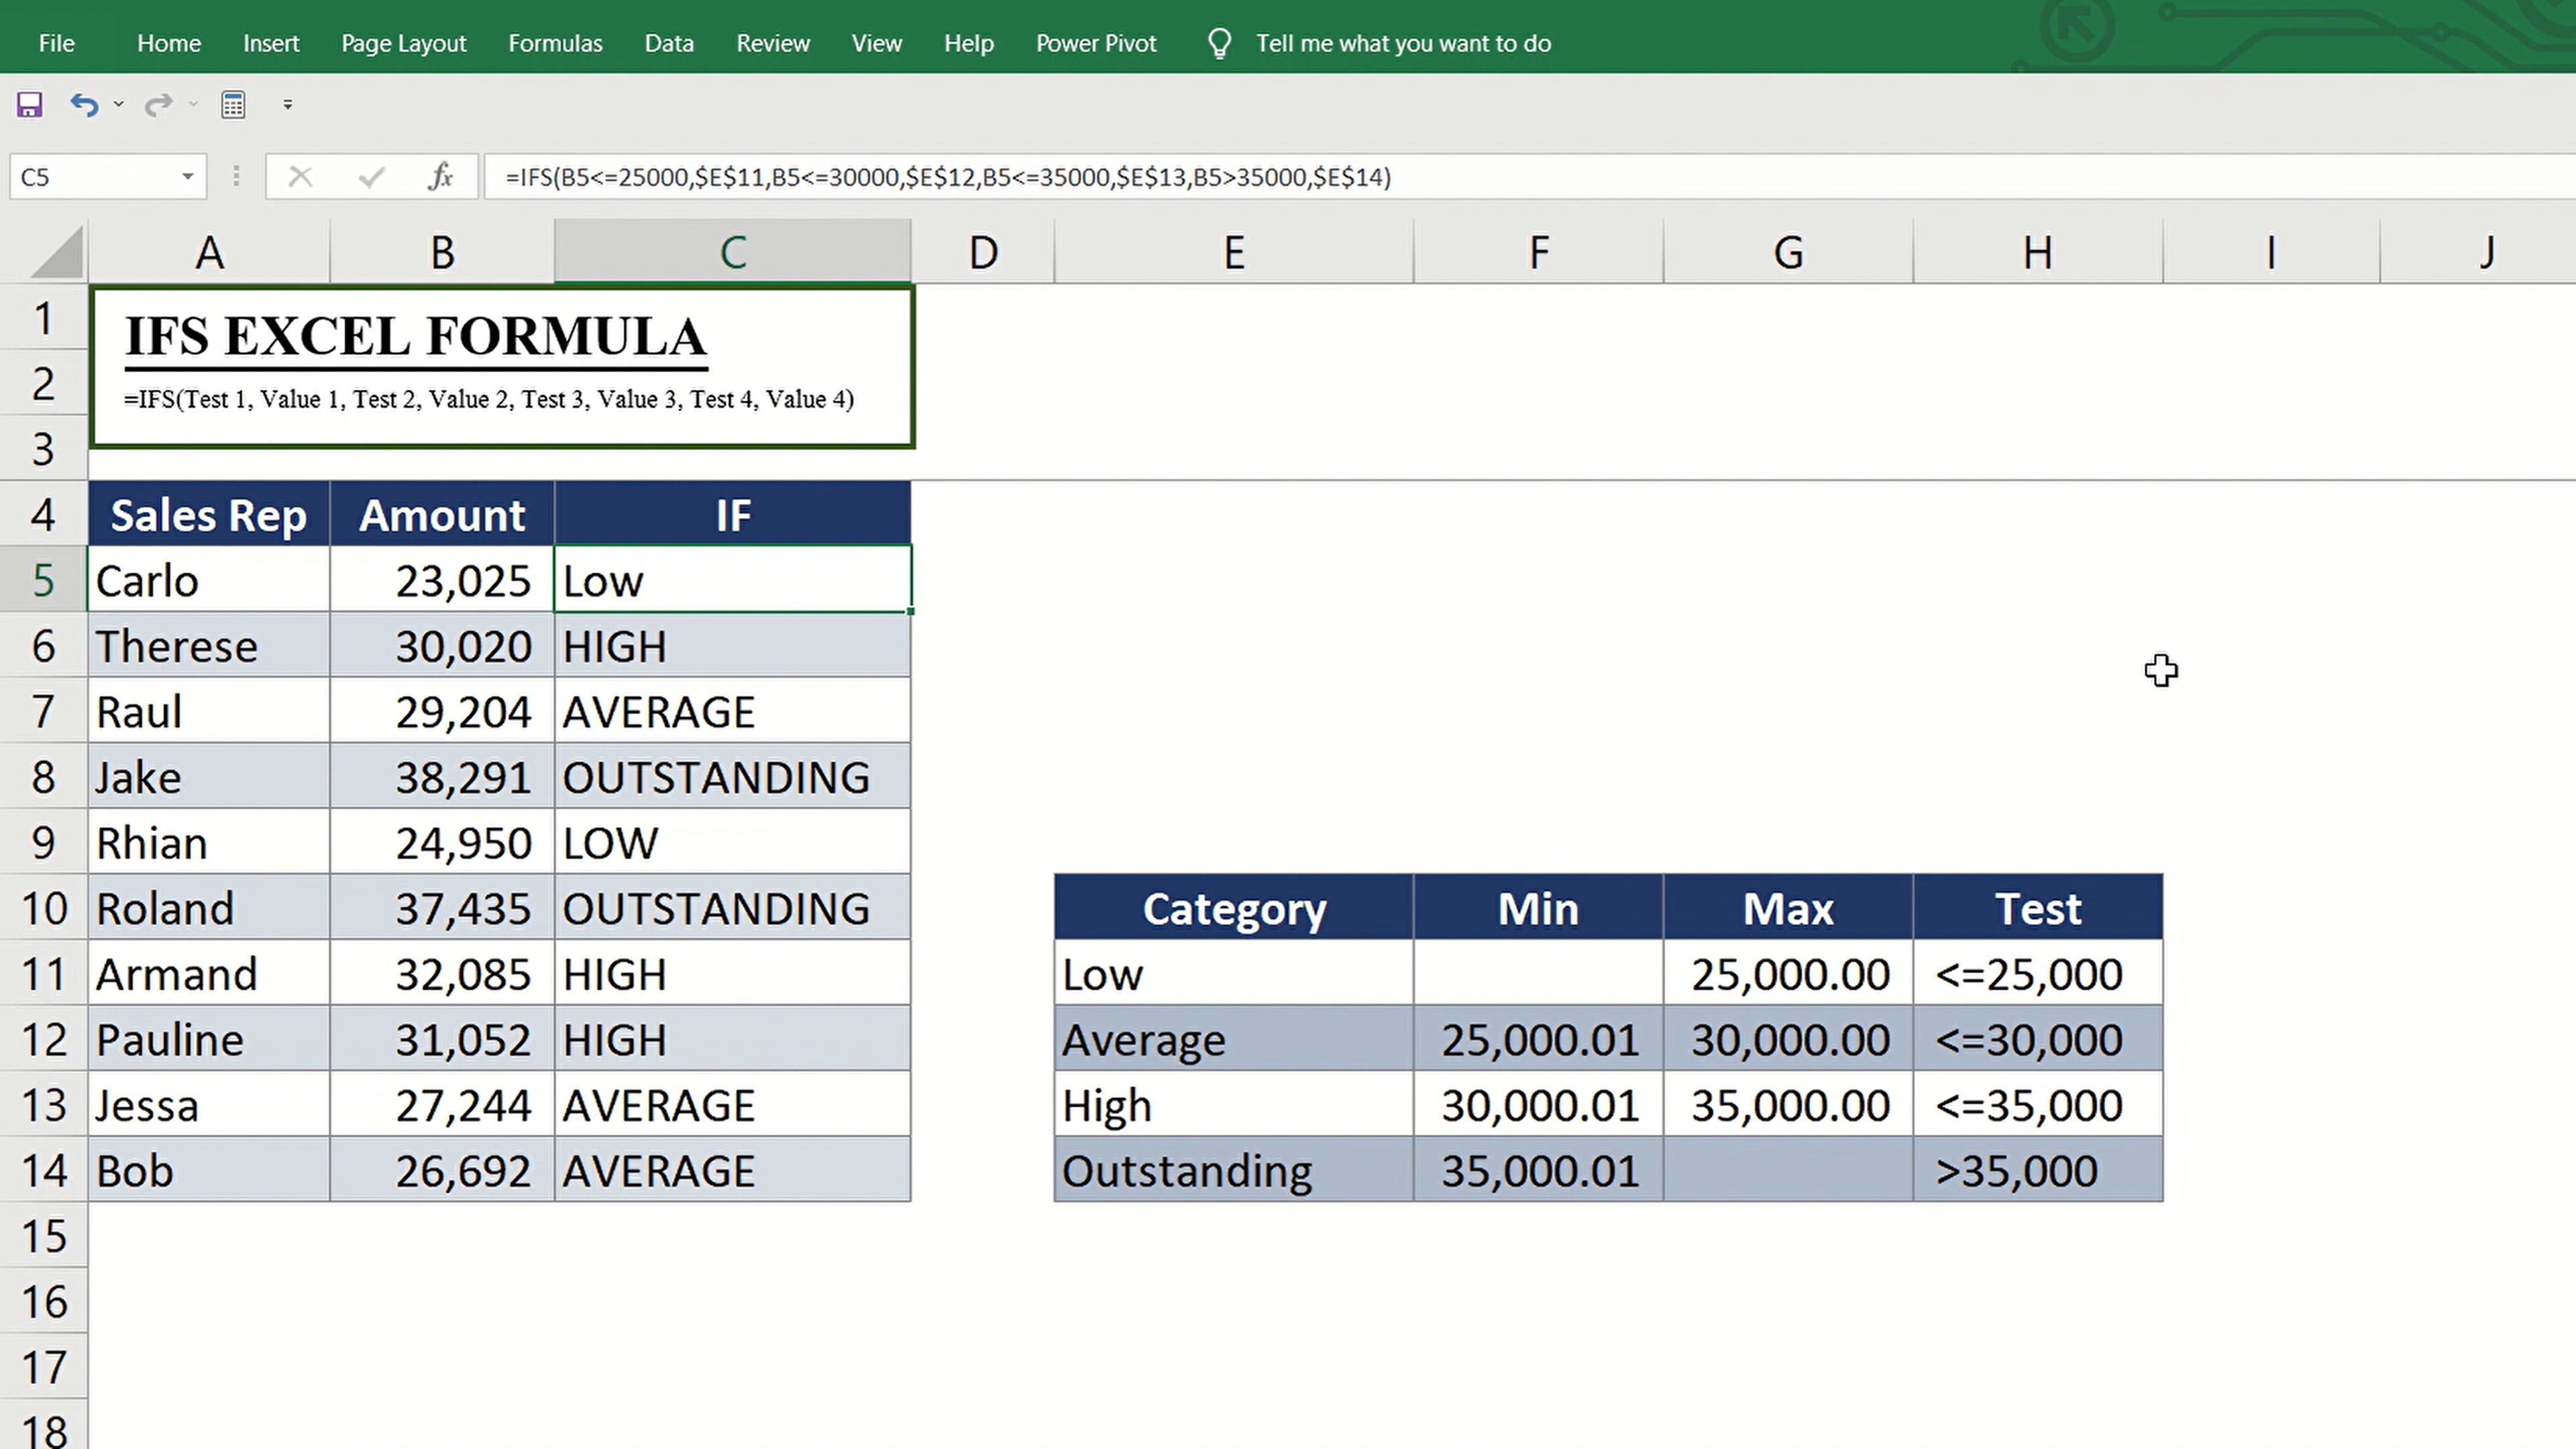 File Home Insert Page Layout Formulas Data Review View Help Power Pivot Tell me what you want to do
C5 fx =IFS(B5<=25000,$E$11,B5<=30000,$E$12,B5<=35000,$E$13,B5>35000,$E$14)
A B C D E F G H I J
1 IFS EXCEL FORMULA
2 =IFS(Test 1, Value 1, Test 2, Value 2, Test 3, Value 3, Test 4, Value 4)
3
4 Sales Rep Amount IF
5 Carlo 23,025 Low
6 Therese 30,020 HIGH
7 Raul 29,204 AVERAGE
8 Jake 38,291 OUTSTANDING
9 Rhian 24,950 LOW
10 Roland 37,435 OUTSTANDING Category Min Max Test
11 Armand 32,085 HIGH Low 25,000.00 <=25,000
12 Pauline 31,052 HIGH Average 25,000.01 30,000.00 <=30,000
13 Jessa 27,244 AVERAGE High 30,000.01 35,000.00 <=35,000
14 Bob 26,692 AVERAGE Outstanding 35,000.01 >35,000
15
16
17
18